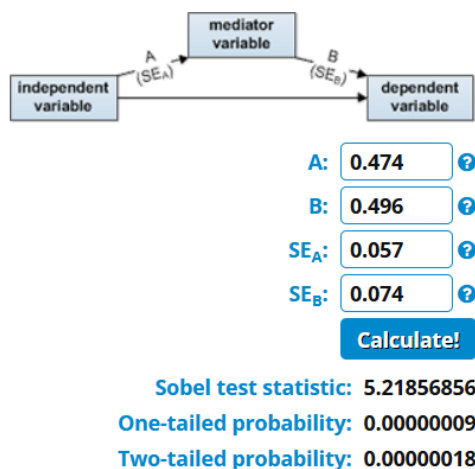 mediator
variable
A
(SEA)
B
(SEB)
independent
variable
dependent
variable
A: 0.474 ?
B: 0.496 ?
SEA: 0.057 ?
SEB: 0.074 ?
Calculate!
Sobel test statistic: 5.21856856
One-tailed probability: 0.00000009
Two-tailed probability: 0.00000018